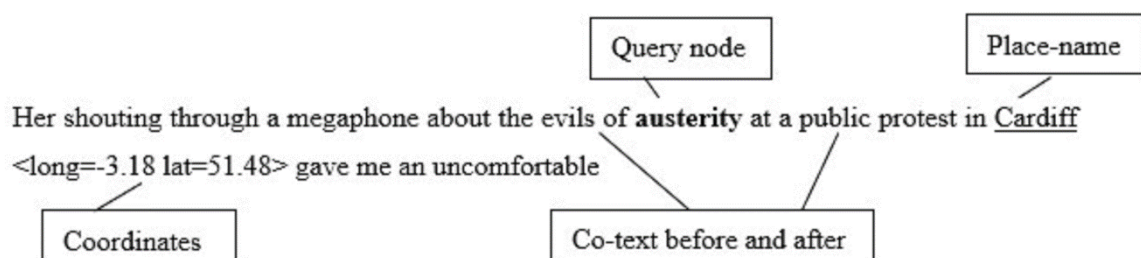 Query node
Place-name
Her shouting through a megaphone about the evils of austerity at a public protest in Cardiff
<long=-3.18 lat=51.48> gave me an uncomfortable
Coordinates
Co-text before and after